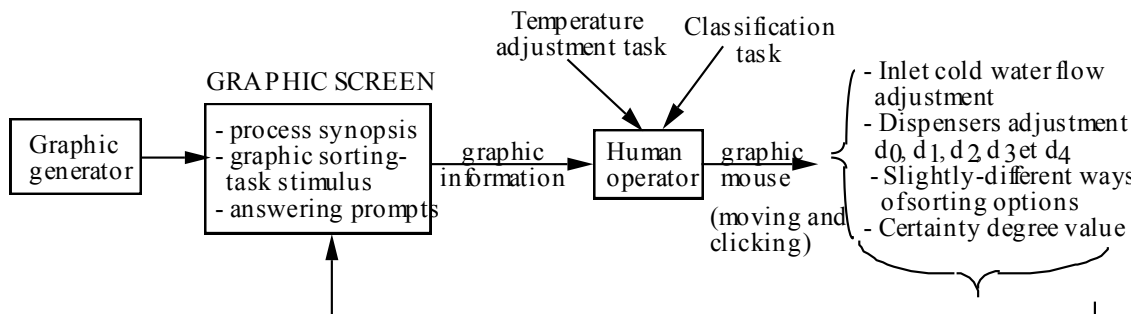 Temperature
adjustment task
Classification
task
GRAPHIC SCREEN
Graphic
generator
- process synopsis
- graphic sorting-
task stimulus
- answering prompts
graphic
information
Human
operator
graphic
mouse
(moving and
clicking)
- Inlet cold water flow
adjustment
- Dispensers adjustment
d0, d1, d2, d3 et d4
- Slightly-different ways
of sorting options
- Certainty degree value